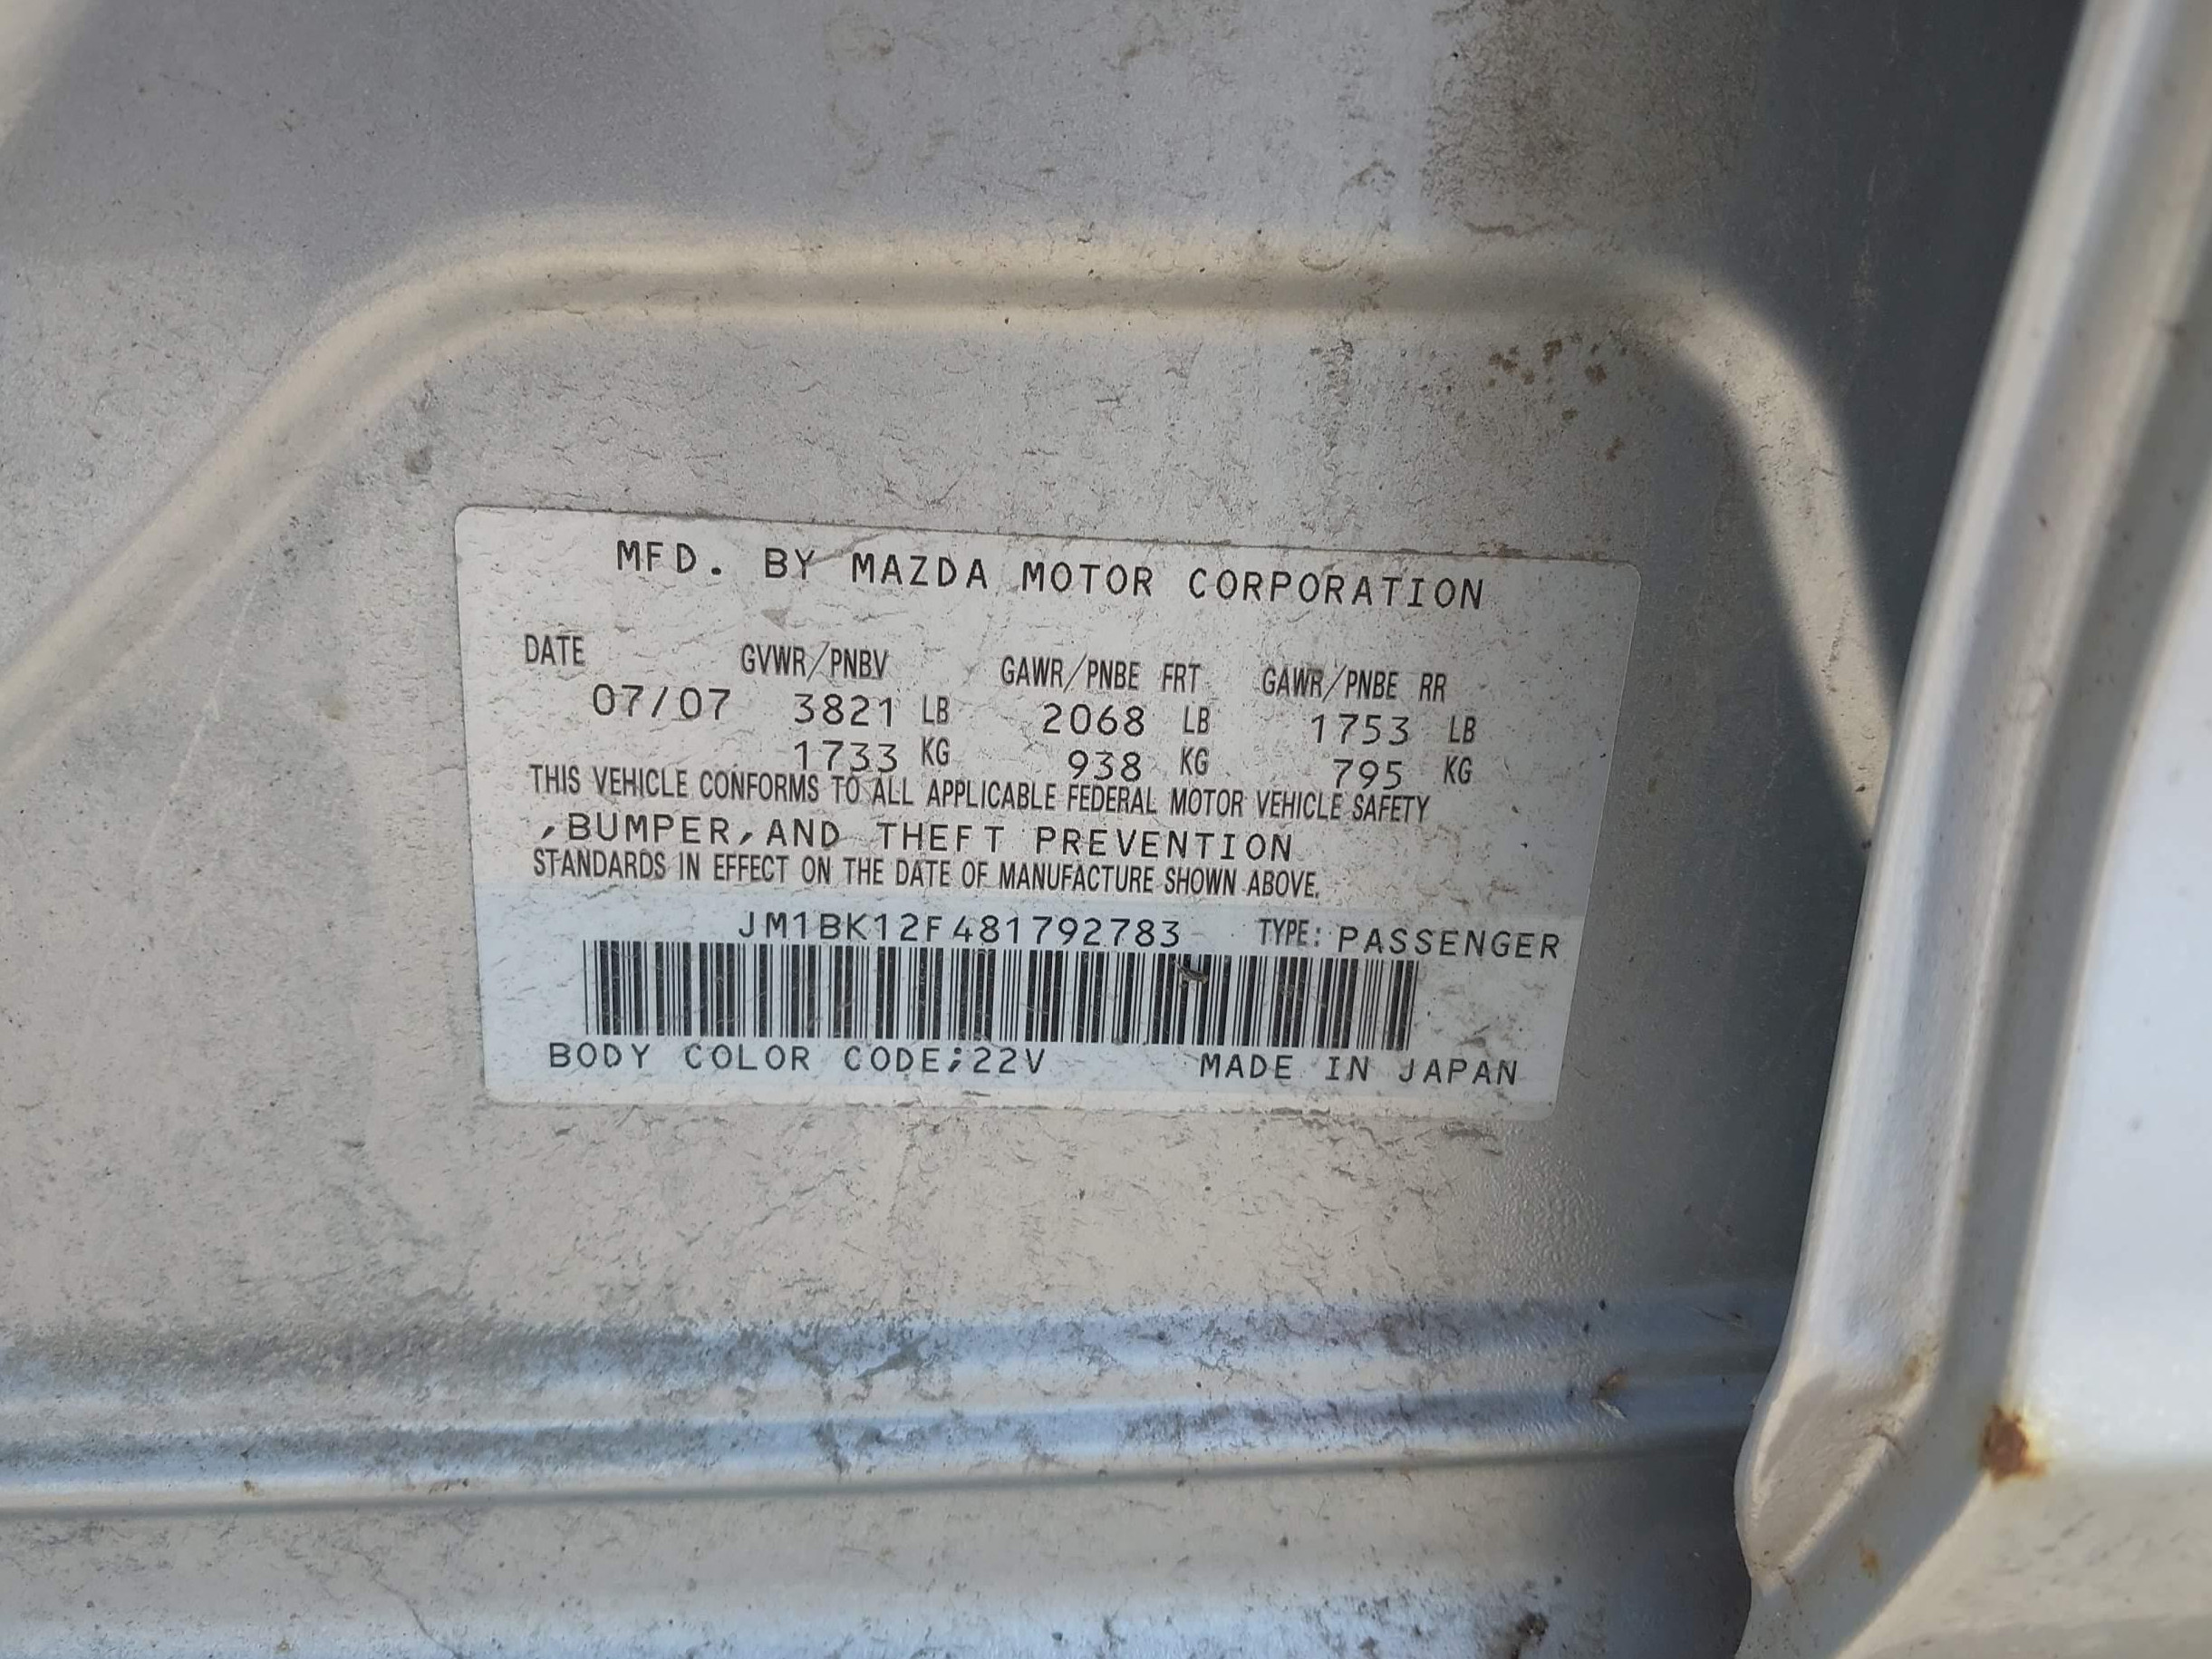 MFD. BY MAZDA MOTOR CORPORATION
DATE GVWR/PNBV GAWR/PNBE FRT GAWR/PNBE RR
07/07 3821 LB 2068 LB 1753 LB
1733 KG 938 KG 795 KG
THIS VEHICLE CONFORMS TO ALL APPLICABLE FEDERAL MOTOR VEHICLE SAFETY
,BUMPER,AND THEFT PREVENTION
STANDARDS IN EFFECT ON THE DATE OF MANUFACTURE SHOWN ABOVE.
JM1BK12F481792783 TYPE: PASSENGER
BODY COLOR CODE;22V MADE IN JAPAN